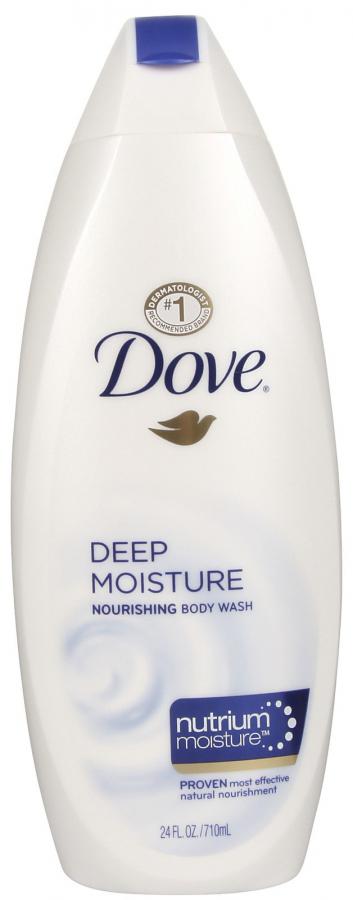 DERMATOLOGIST
#1
RECOMMENDED BRAND
Dove®
DEEP
MOISTURE
NOURISHING BODY WASH
nutrium
moisture™
PROVEN most effective
natural nourishment
24 FL. OZ./710mL